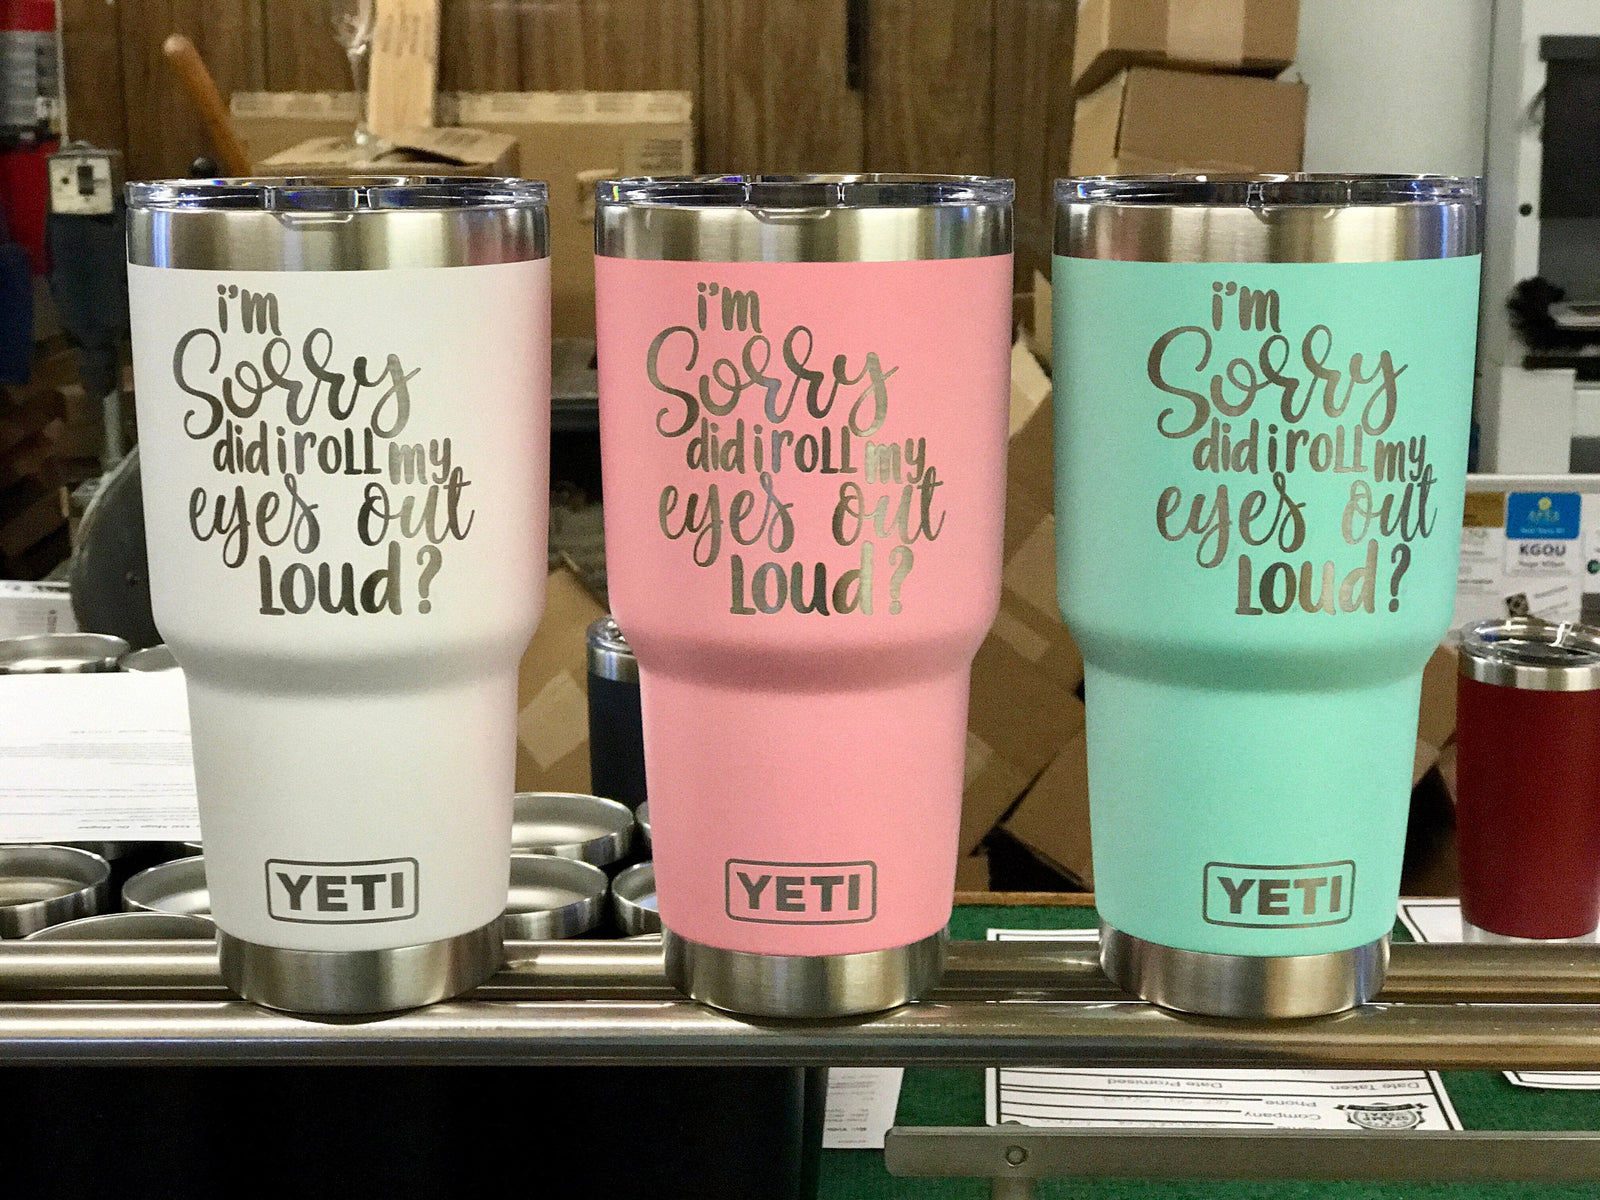 i'm
Sorry
did i roll my
eyes out
Loud?
YETI
i'm
Sorry
did i roll my
eyes out
Loud?
YETI
i'm
Sorry
did i roll my
eyes out
Loud?
YETI
KGOU
Date Promised
Date Taken
Phone
Company